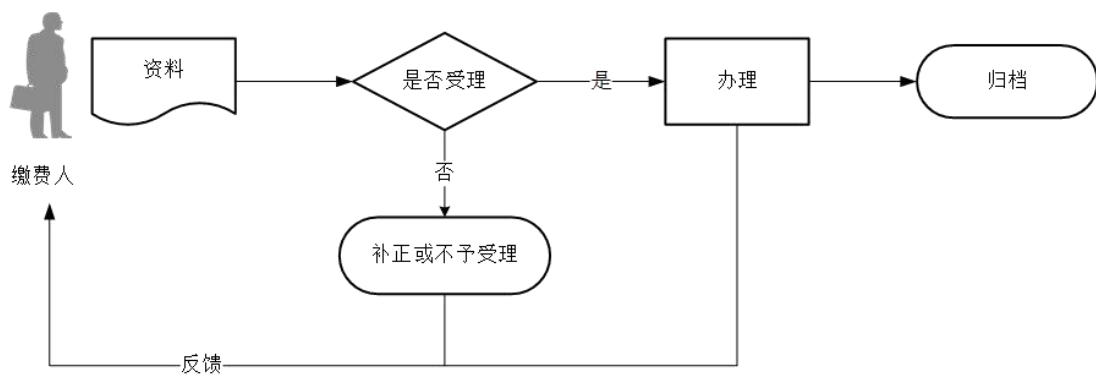 资料
是否受理
是
办理
归档
缴费人
否
补正或不予受理
反馈